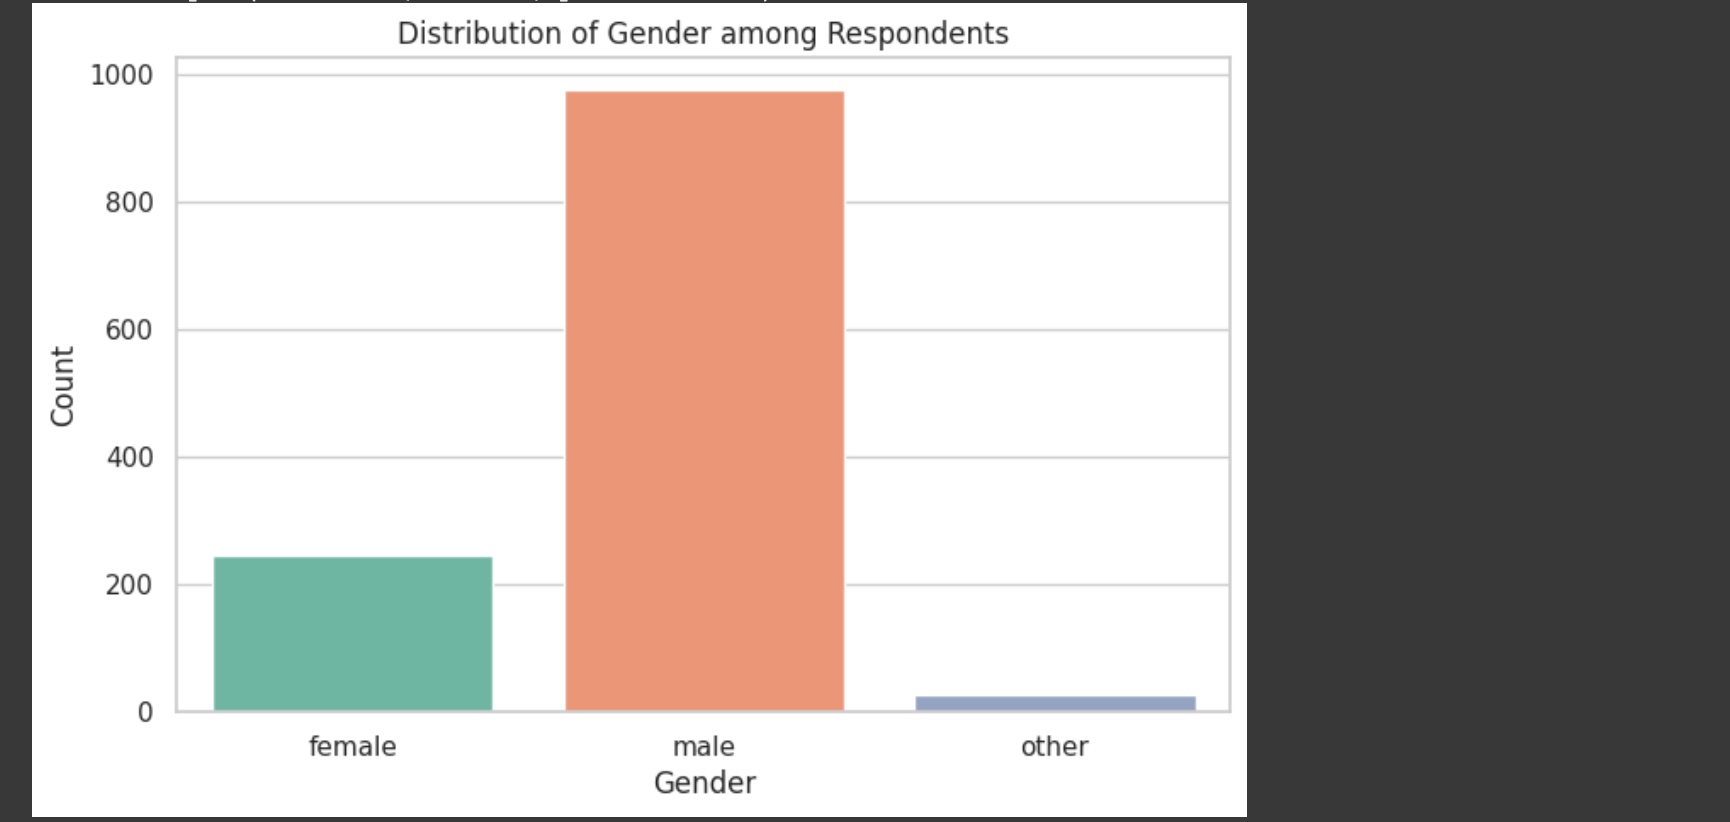 Distribution of Gender among Respondents
1000
800
600
400
200
0
Count
female male other
Gender